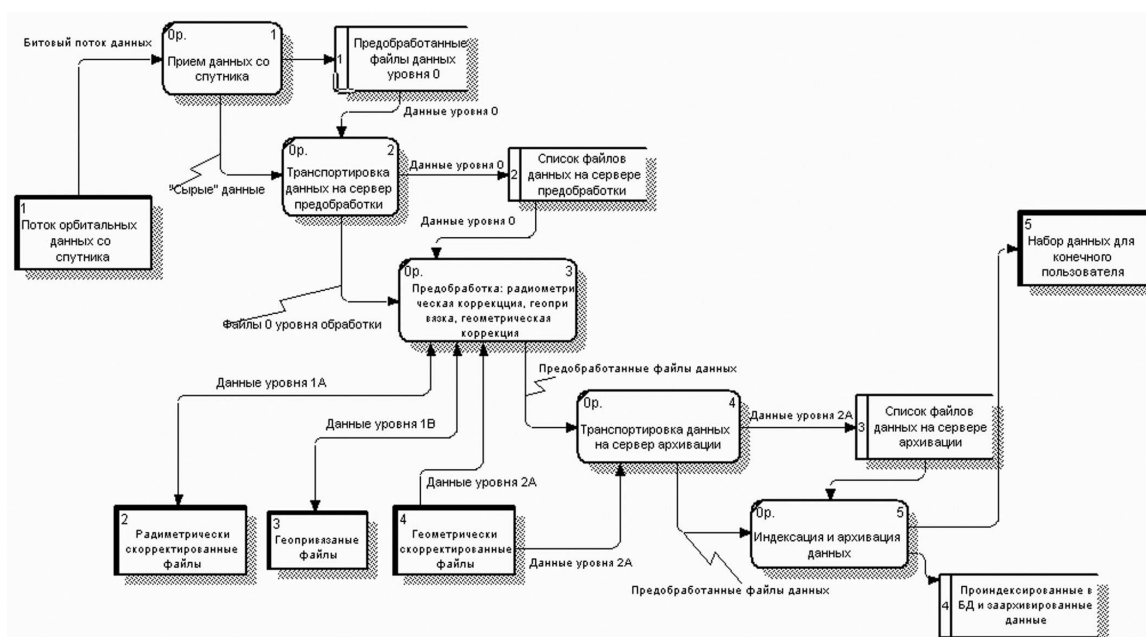 Битовый поток данных
0р. 1
Прием данных со
спутника
1
Предобработанные
файлы данных
уровня 0
Данные уровня 0
"Сырые" данные
0р. 2
Транспортировка
данных на сервер
предобработки
Данные уровня 0
2
Список файлов
данных на сервере
предобработки
1
Поток орбитальных
данных со
спутника
Данные уровня 0
5
Набор данных для
конечного
пользователя
0р. 3
Предобработка: радиометри
ческая коррекцция, геопри
вязка, геометрическая
коррекция
Файлы 0 уровня обработки
Предобработанные файлы данных
Данные уровня 1А
Данные уровня 1В
Данные уровня 2А
0р. 4
Транспортировка данных
на сервер архивации
Данные уровня 2А
3
Список файлов
данных на сервере
архивации
2
Радиметрически
скорректированные
файлы
3
Геопривязаные
файлы
4
Геометрически
скорректированные
файлы
Данные уровня 2А
0р. 5
Индексация и архивация
данных
Предобработанные файлы данных
4
Проиндексированные в
БД и заархивированные
данные